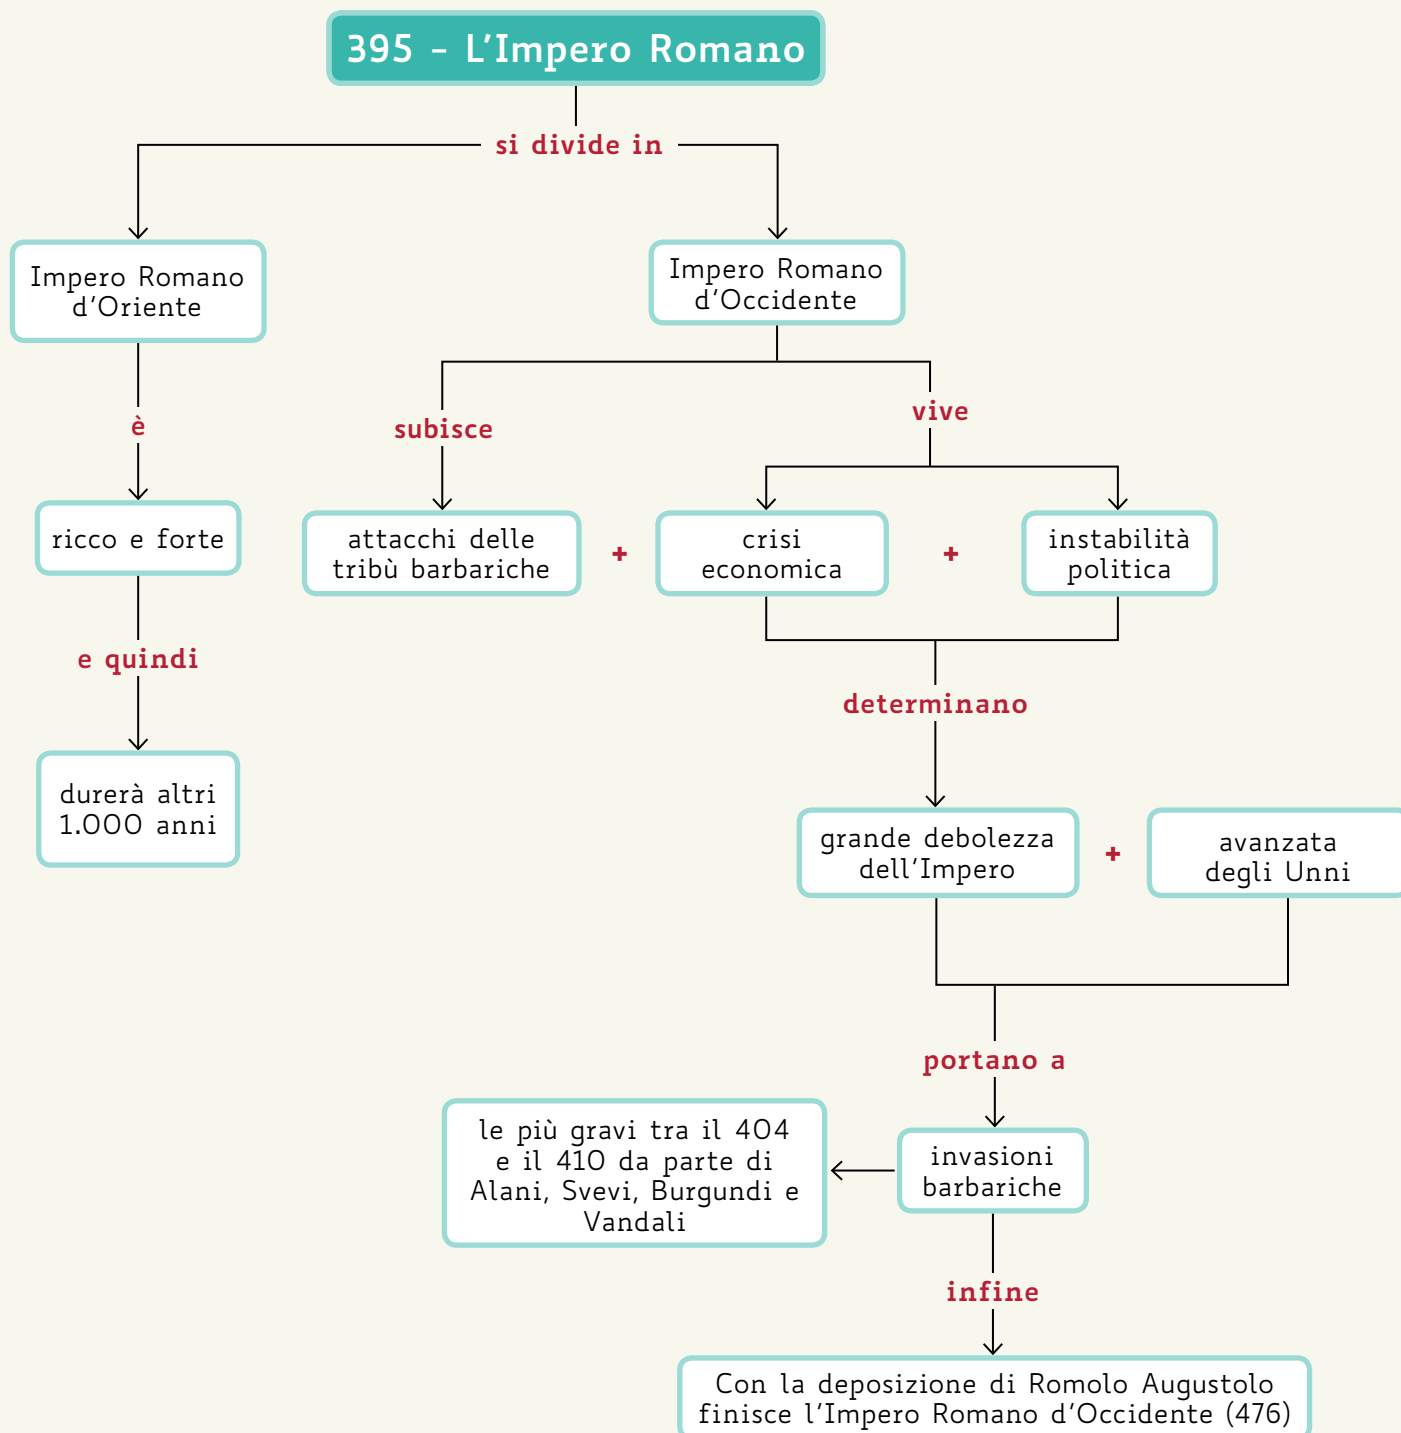 395 – L'Impero Romano
si divide in
Impero Romano
d'Oriente
Impero Romano
d'Occidente
è
subisce
vive
ricco e forte
attacchi delle
tribù barbariche
+
crisi
economica
+
instabilità
politica
e quindi
determinano
durerà altri
1.000 anni
grande debolezza
dell'Impero
+
avanzata
degli Unni
portano a
le più gravi tra il 404
e il 410 da parte di
Alani, Svevi, Burgundi e
Vandali
invasioni
barbariche
infine
Con la deposizione di Romolo Augustolo
finisce l'Impero Romano d'Occidente (476)